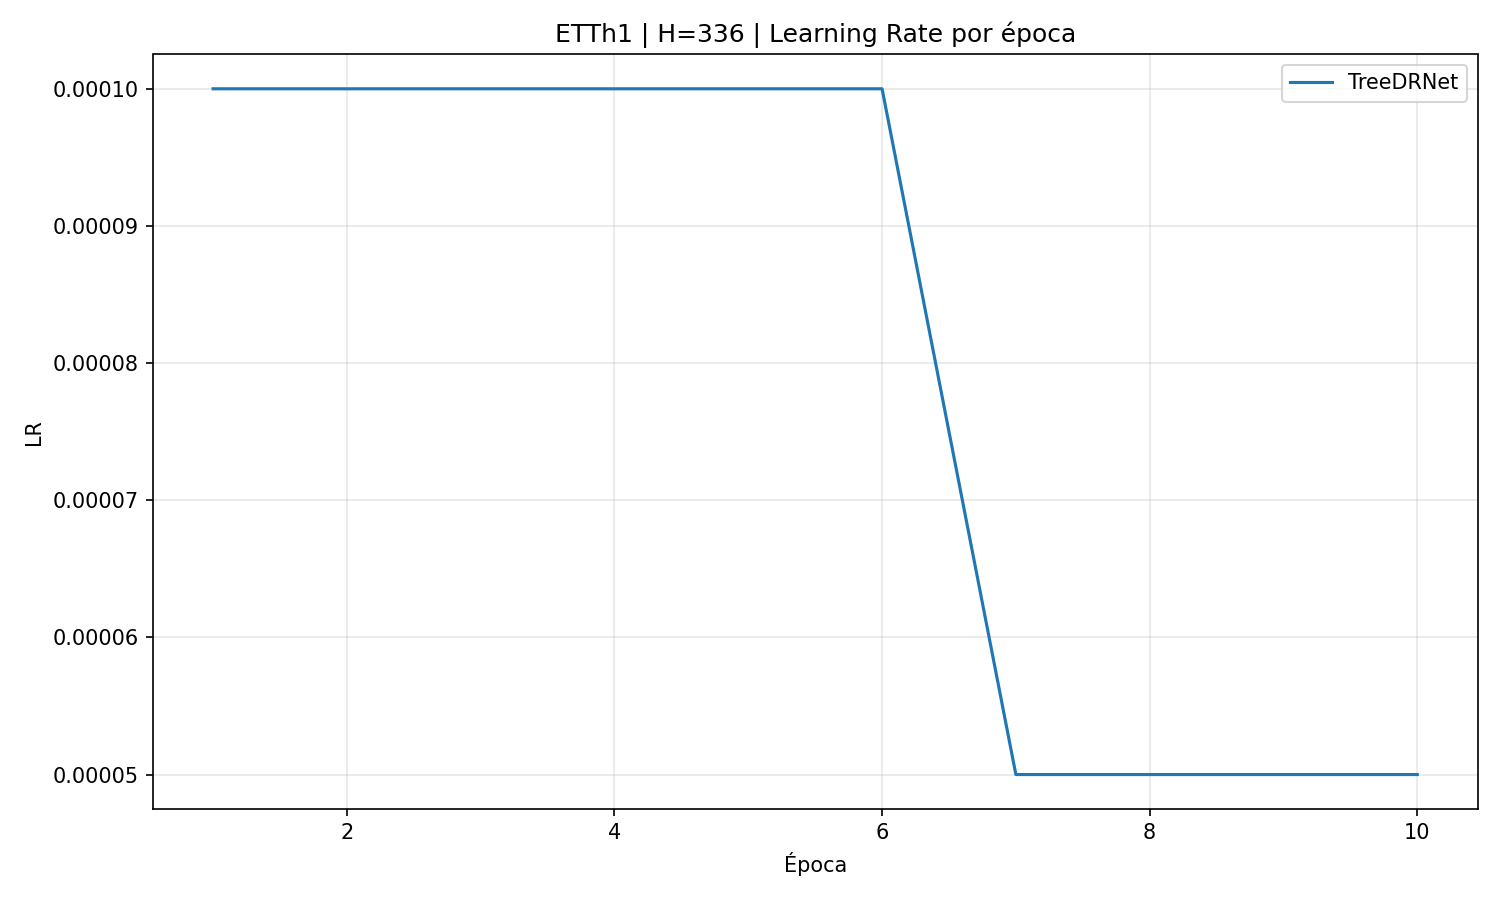 ETTh1 | H=336 | Learning Rate por época
TreeDRNet
0.00010
0.00009
0.00008
0.00007
0.00006
0.00005
LR
2 4 6 8 10
Época